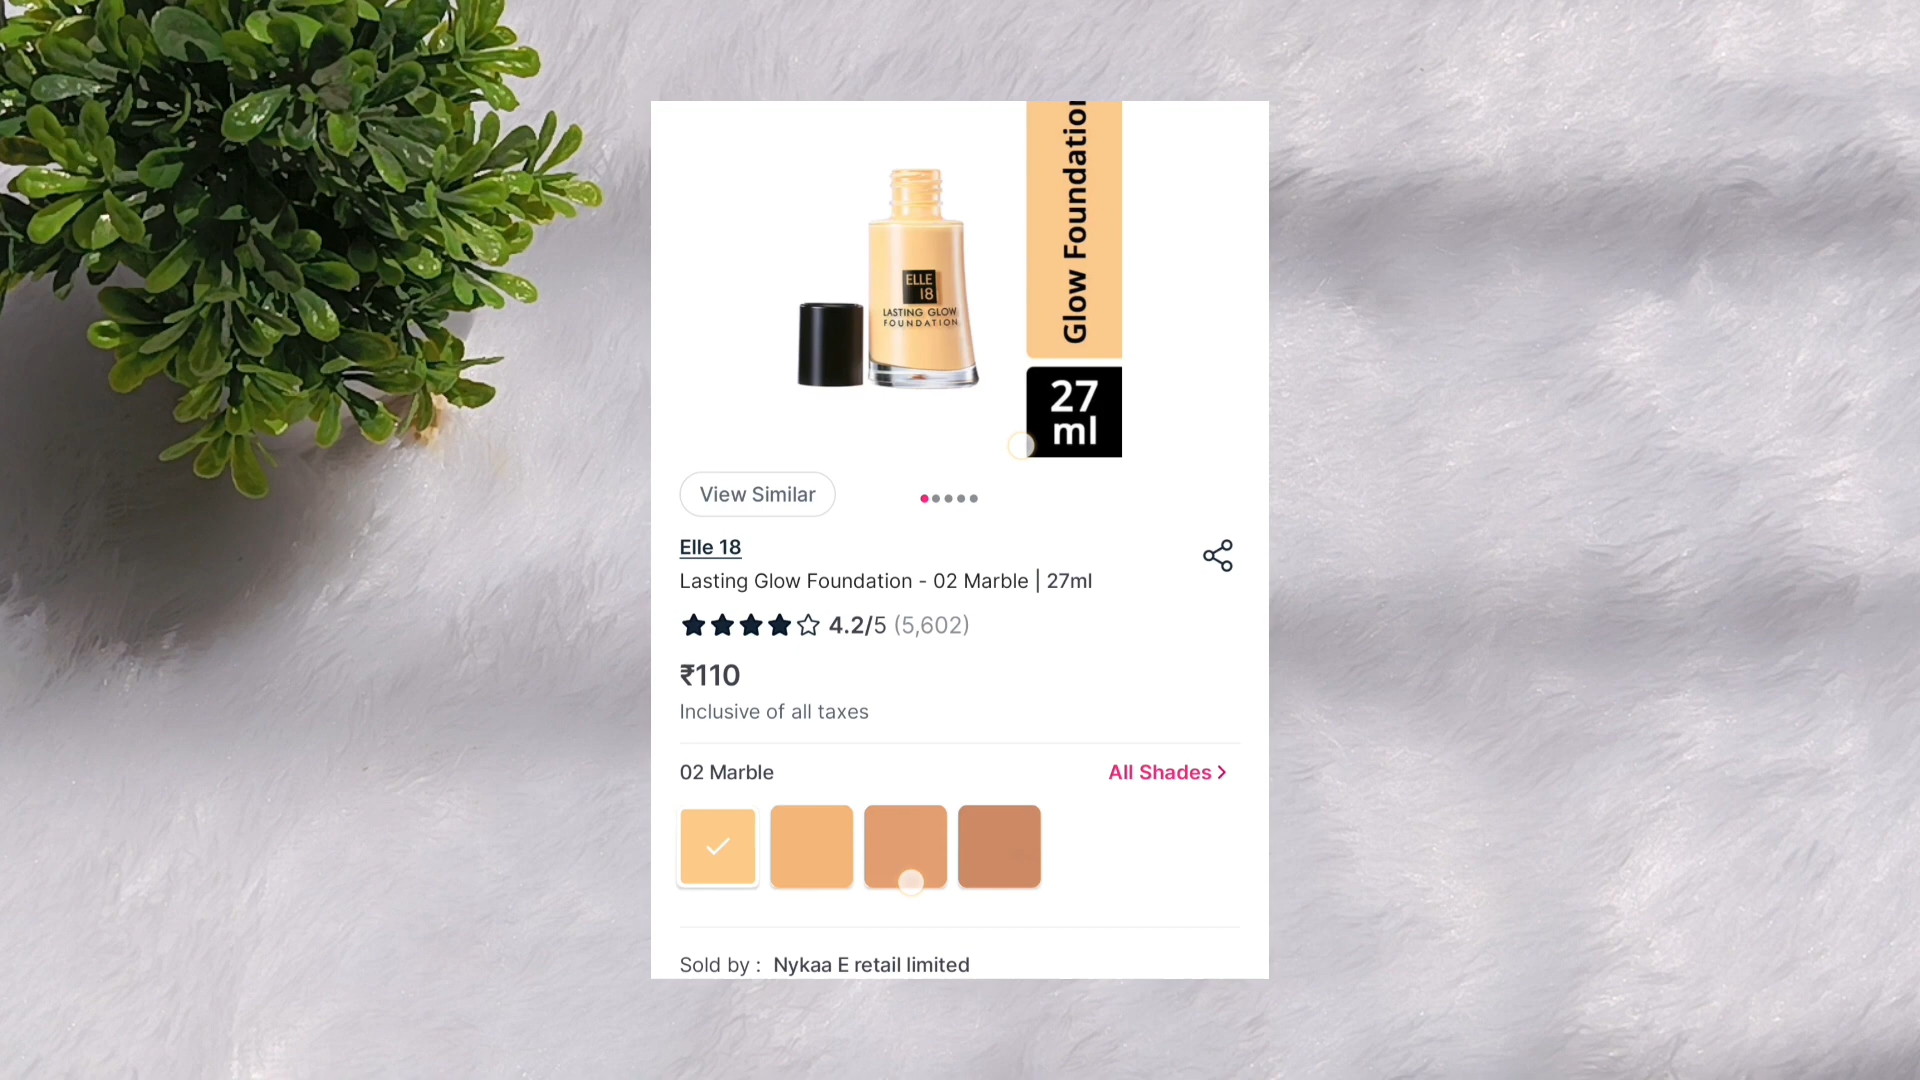 Glow Foundation
ELLE
18
LASTING GLOW
FOUNDATION
27
ml
View Similar
Elle 18
Lasting Glow Foundation - 02 Marble | 27ml
4.2/5 (5,602)
₹110
Inclusive of all taxes
02 Marble
All Shades >
Sold by : Nykaa E retail limited